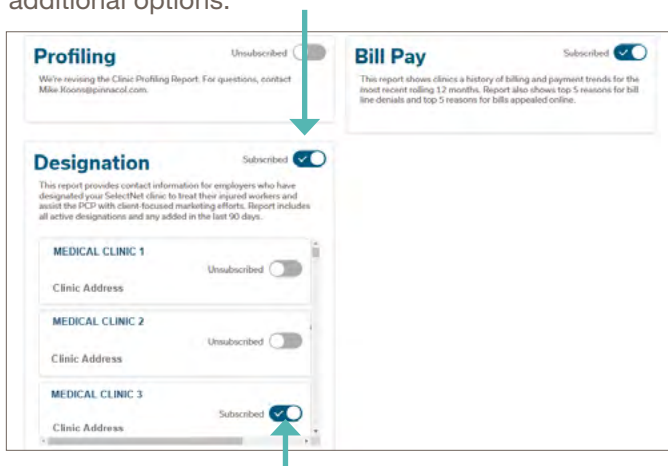 additional options.
Profiling
Unsubscribed
We're revising the Clinic Profiling Report. For questions, contact
Mike.Koons@pinnacol.com.
Bill Pay
Subscribed
This report shows clinics a history of billing and payment trends for the
most recent rolling 12 months. Report also shows top 5 reasons for bill
line denials and top 5 reasons for bills appealed online.
Designation
Subscribed
This report provides contact information for employers who have
designated your SelectNet clinic to treat their injured workers and
assist the PCP with client-focused marketing efforts. Report includes
all active designations and any added in the last 90 days.
MEDICAL CLINIC 1
Unsubscribed
Clinic Address
MEDICAL CLINIC 2
Unsubscribed
Clinic Address
MEDICAL CLINIC 3
Subscribed
Clinic Address